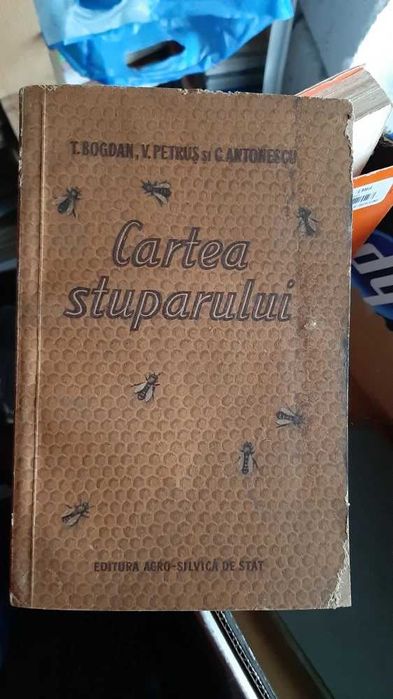 T. BOGDAN, V. PETRUȘ și C. ANTONESCU
Cartea
stuparului
EDITURA AGRO-SILVICĂ DE STAT